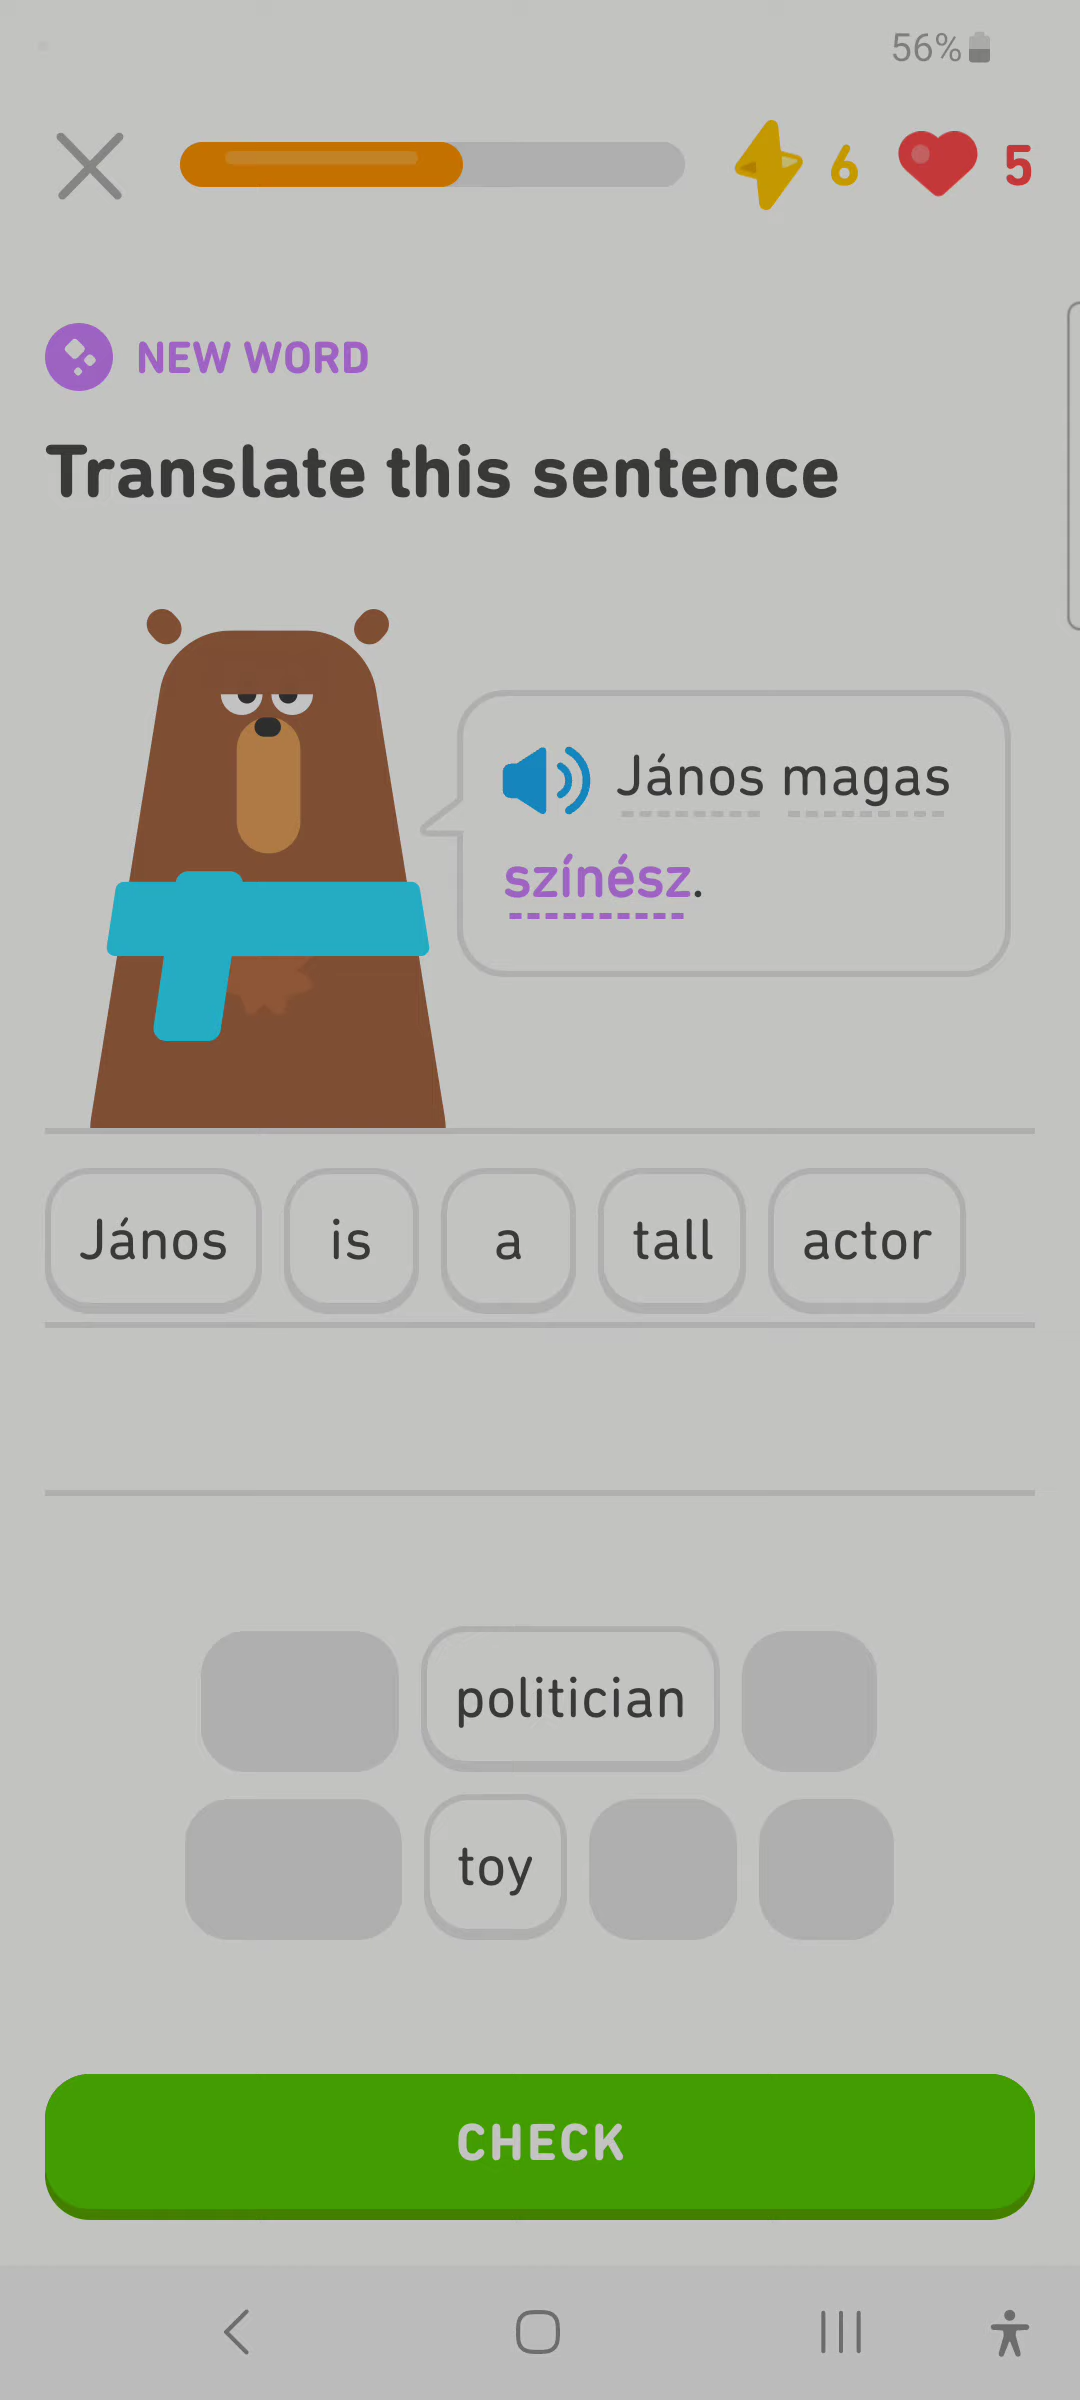 56%
6
5
NEW WORD
Translate this sentence
János magas
színész.
János is a tall actor
politician
toy
CHECK